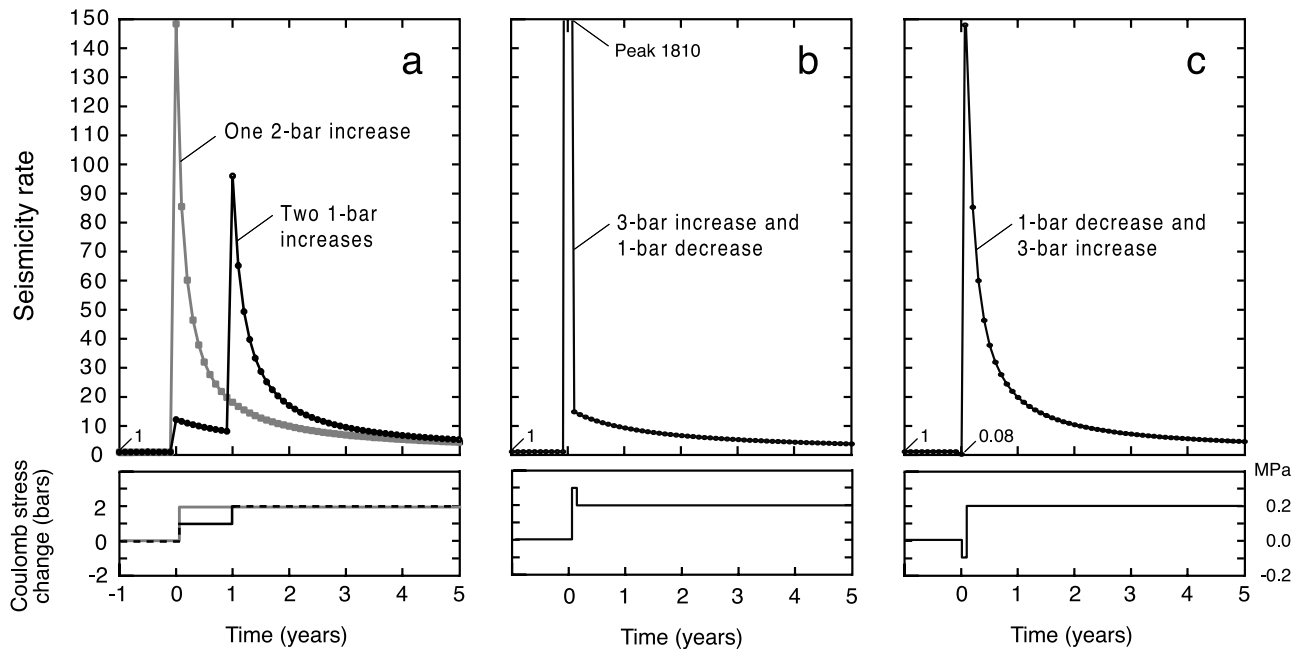 150
140
130
120
110
100
90
80
70
60
50
40
30
20
10
0
Seismicity rate
a
One 2-bar increase
Two 1-bar
increases
1
2
0
-2
Coulomb stress
change (bars)
-1 0 1 2 3 4 5
Time (years)
b
Peak 1810
3-bar increase and
1-bar decrease
1
0 1 2 3 4 5
Time (years)
c
1-bar decrease and
3-bar increase
1
0.08
MPa
0.2
0.0
-0.2
0 1 2 3 4 5
Time (years)